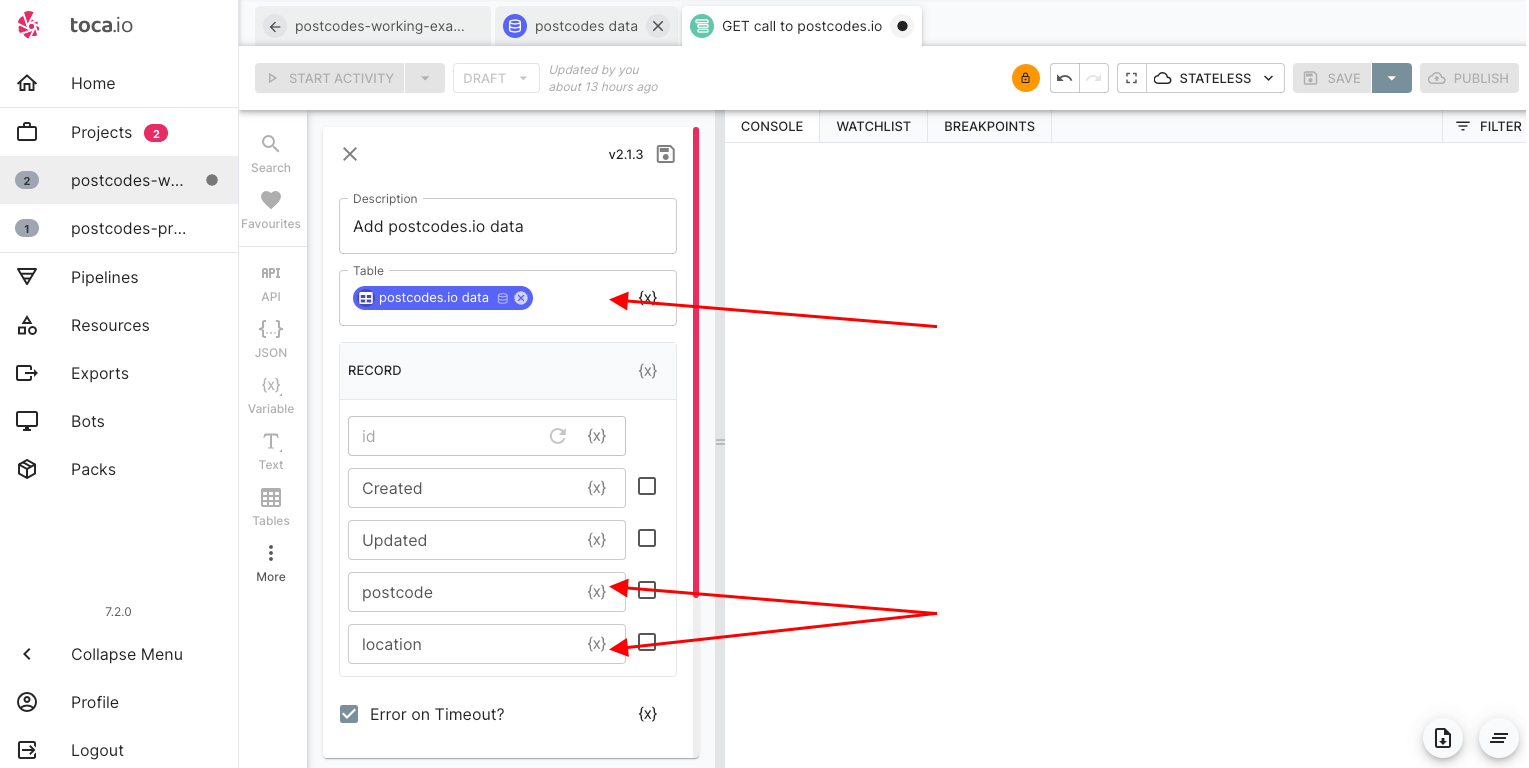 toca.io
Home
Projects 2
2 postcodes-w...
1 postcodes-pr...
Pipelines
Resources
Exports
Bots
Packs
7.2.0
Collapse Menu
Profile
Logout
postcodes-working-exa...
postcodes data
GET call to postcodes.io
START ACTIVITY
DRAFT
Updated by you
about 13 hours ago
STATELESS
SAVE
PUBLISH
Search
Favourites
API
API
{...}
JSON
{x}
Variable
T
Text
Tables
More
v2.1.3
Description
Add postcodes.io data
Table
postcodes.io data {x}
RECORD {x}
id {x}
Created {x}
Updated {x}
postcode {x}
location {x}
Error on Timeout? {x}
CONSOLE
WATCHLIST
BREAKPOINTS
FILTER